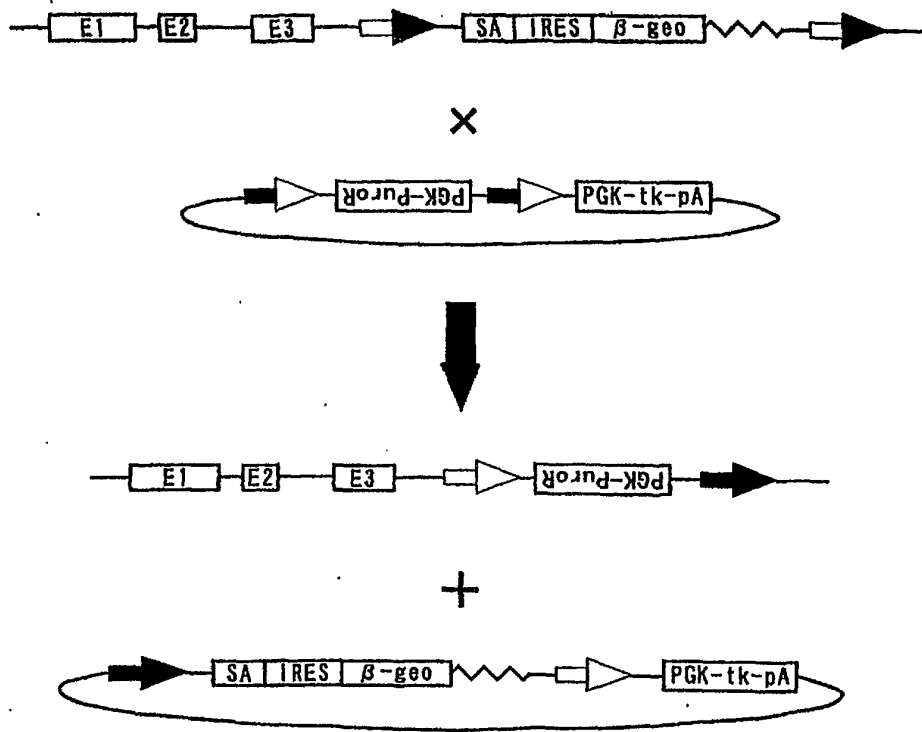 E1 E2 E3 SA IRES β-geo
×
PGK-PuroR PGK-tk-pA
E1 E2 E3 PGK-PuroR
+
SA IRES β-geo PGK-tk-pA